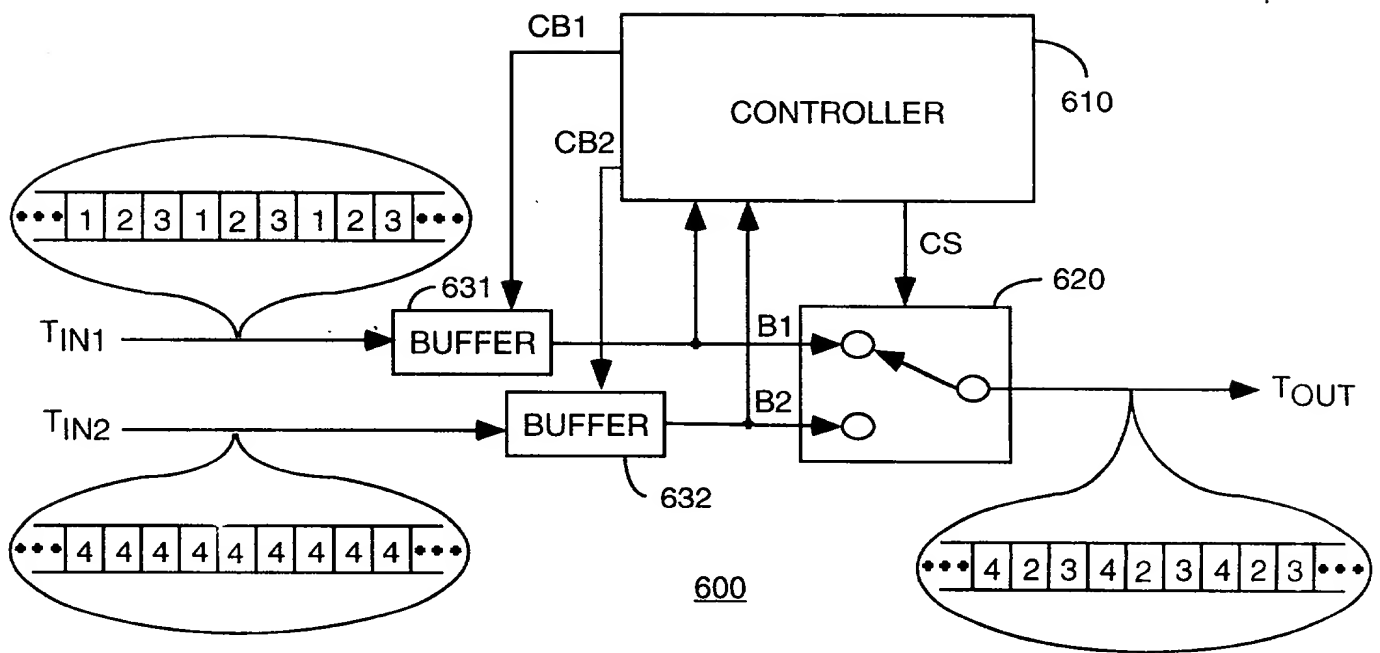 CB1
CONTROLLER
610
CB2
••• 1 2 3 1 2 3 1 2 3 •••
CS
620
631
TIN1
BUFFER
B1
TOUT
TIN2
BUFFER
B2
632
••• 4 4 4 4 4 4 4 4 4 •••
••• 4 2 3 4 2 3 4 2 3 •••
600